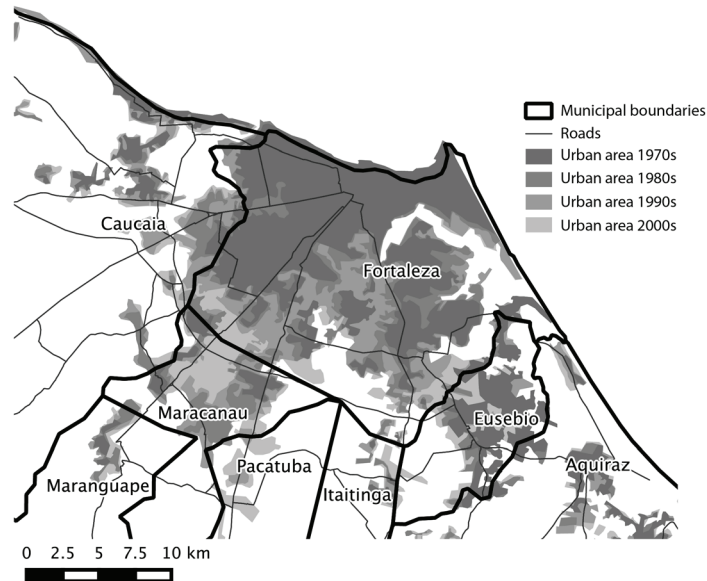 Municipal boundaries
Roads
Urban area 1970s
Urban area 1980s
Urban area 1990s
Urban area 2000s
Caucaia
Fortaleza
Maracanau
Eusebio
Pacatuba
Aquiraz
Maranguape
Itaitinga
0 2.5 5 7.5 10 km